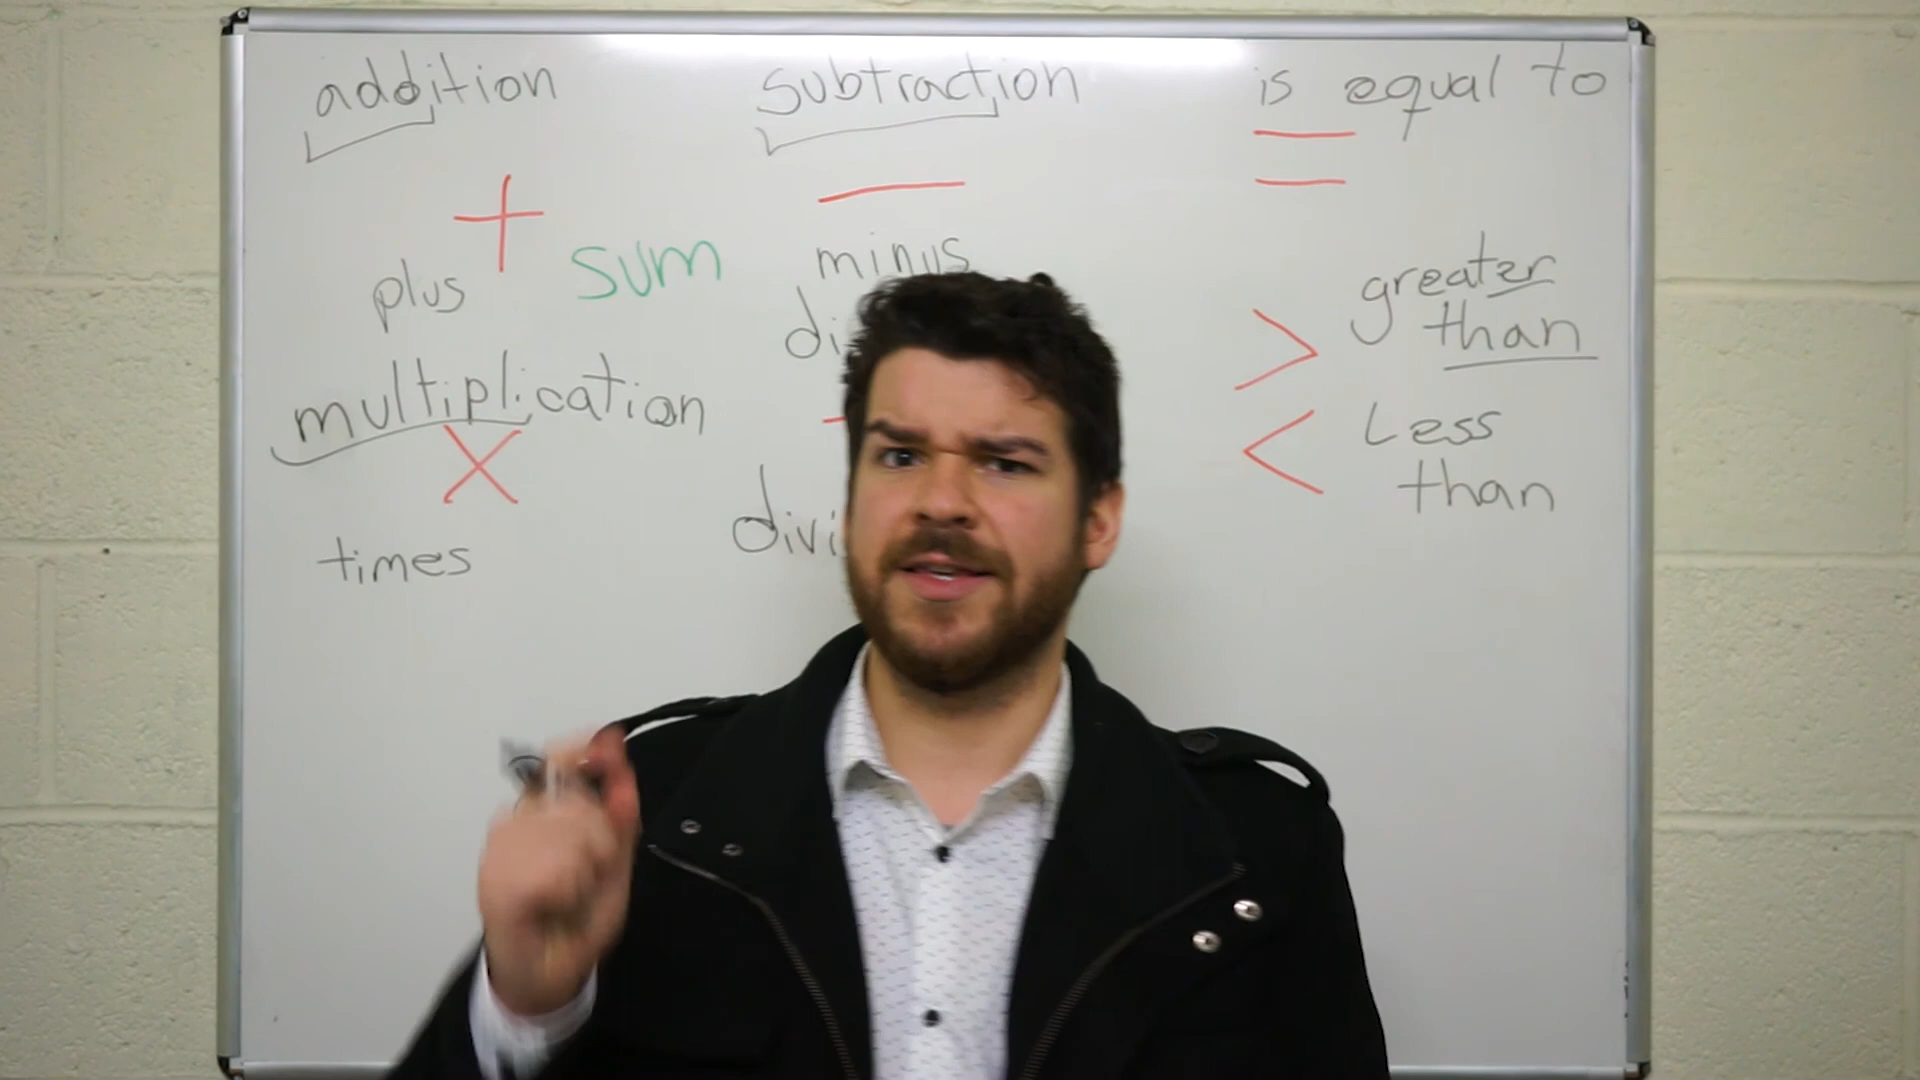 addition
+
plus sum
multiplication
×
times
subtraction
−
minus
is equal to
=
> greater
than
< Less
than